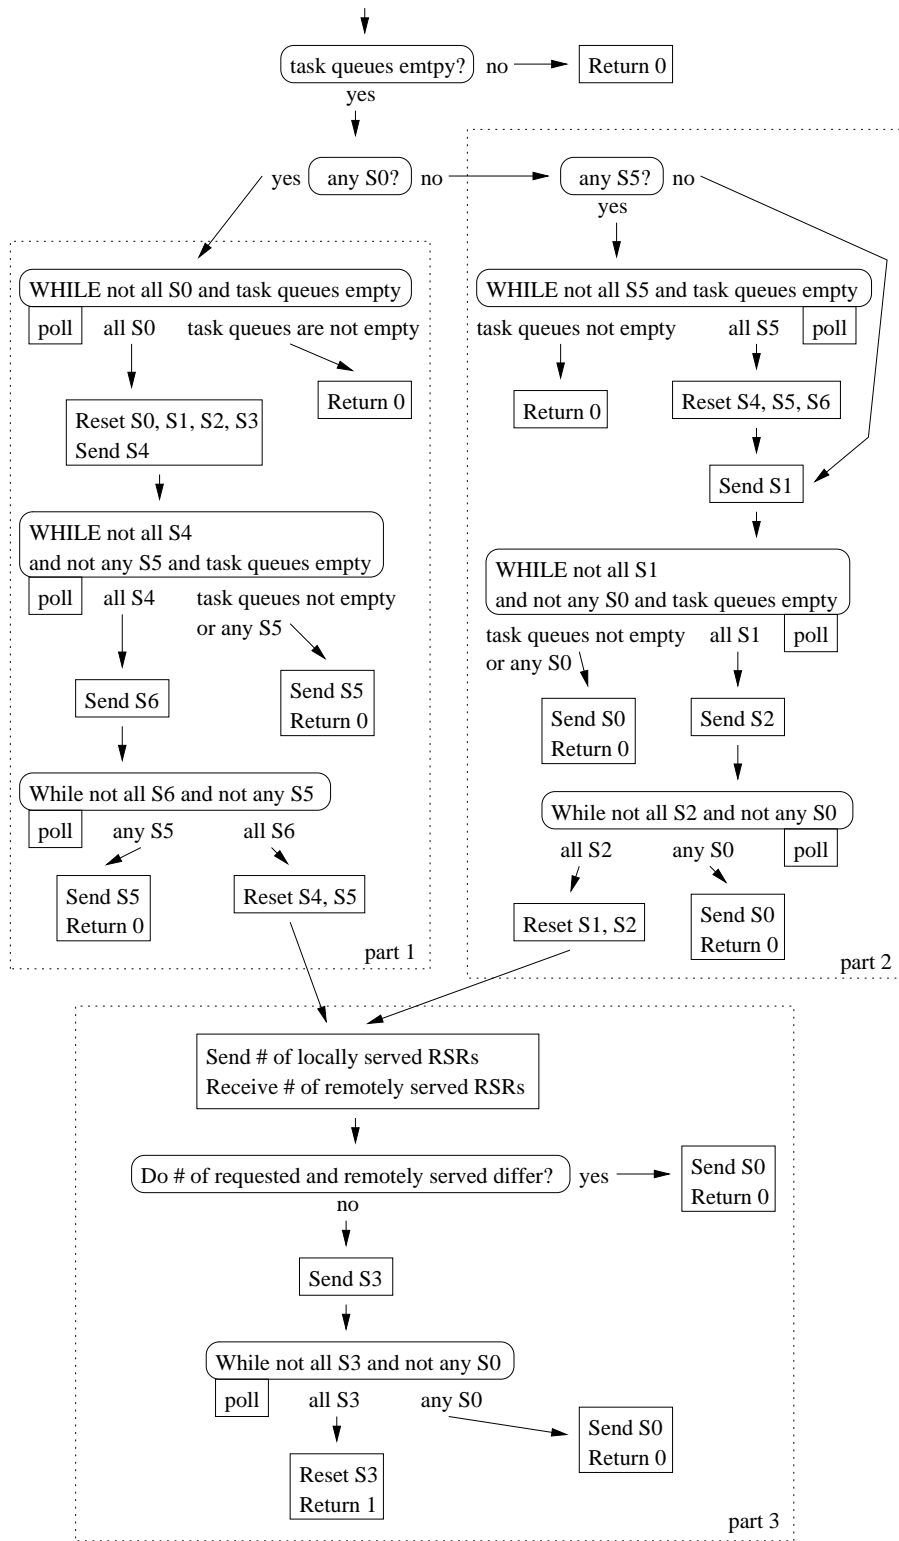 task queues emtpy?
no
Return 0
yes
yes
any S0?
no
any S5?
no
yes
WHILE not all S0 and task queues empty
poll
all S0
task queues are not empty
Return 0
Reset S0, S1, S2, S3
Send S4
WHILE not all S4
and not any S5 and task queues empty
poll
all S4
task queues not empty
or any S5
Send S6
Send S5
Return 0
While not all S6 and not any S5
poll
any S5
all S6
Send S5
Return 0
Reset S4, S5
part 1
WHILE not all S5 and task queues empty
task queues not empty
all S5
poll
Return 0
Reset S4, S5, S6
Send S1
WHILE not all S1
and not any S0 and task queues empty
task queues not empty
or any S0
all S1
poll
Send S0
Return 0
Send S2
While not all S2 and not any S0
all S2
any S0
poll
Reset S1, S2
Send S0
Return 0
part 2
Send # of locally served RSRs
Receive # of remotely served RSRs
Do # of requested and remotely served differ?
yes
Send S0
Return 0
no
Send S3
While not all S3 and not any S0
poll
all S3
any S0
Send S0
Return 0
Reset S3
Return 1
part 3